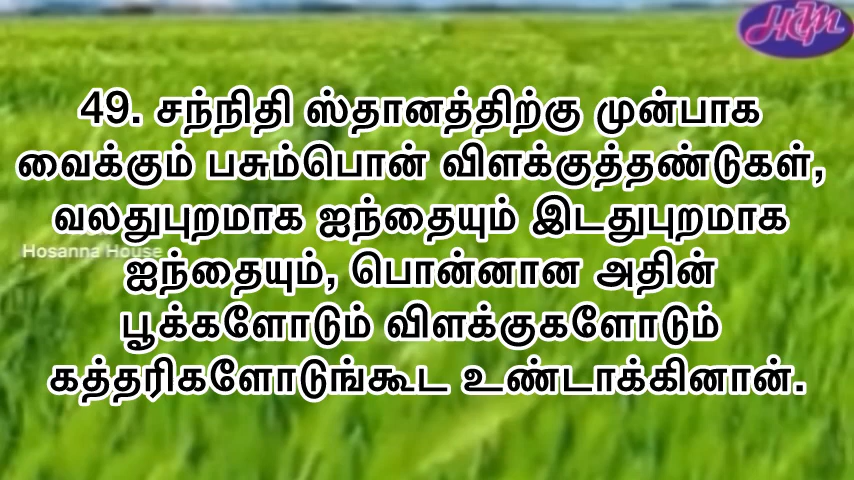 HGM
49. சந்நிதி ஸ்தானத்திற்கு முன்பாக
வைக்கும் பசும்பொன் விளக்குத்தண்டுகள்,
வலதுபுறமாக ஐந்தையும் இடதுபுறமாக
Hosanna House
ஐந்தையும், பொன்னான அதின்
பூக்களோடும் விளக்குகளோடும்
கத்தரிகளோடுங்கூட உண்டாக்கினான்.